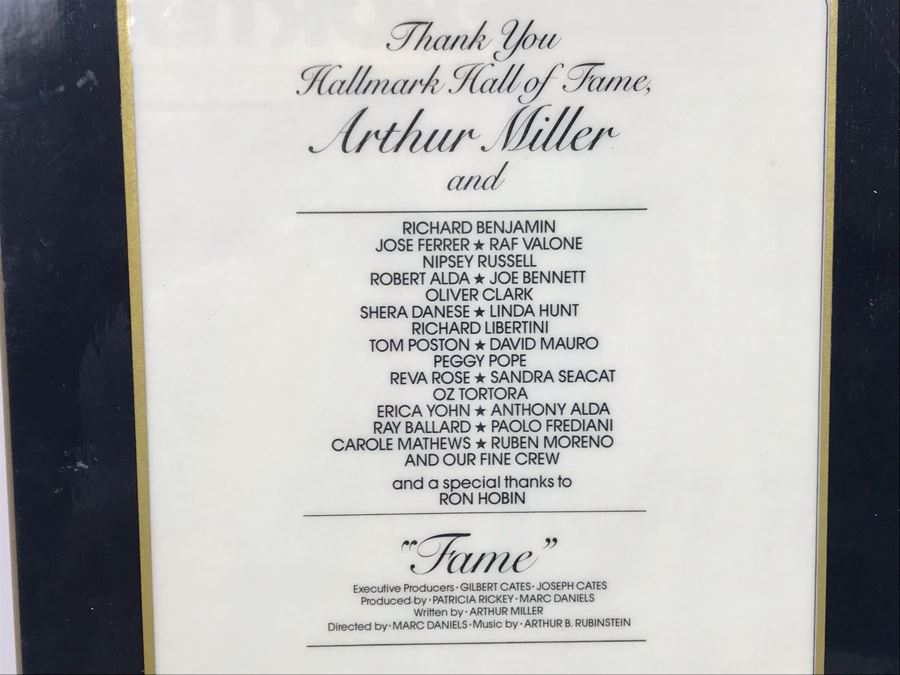 Thank You
Hallmark Hall of Fame,
Arthur Miller
and
RICHARD BENJAMIN
JOSE FERRER ★ RAF VALONE
NIPSEY RUSSELL
ROBERT ALDA ★ JOE BENNETT
OLIVER CLARK
SHERA DANESE ★ LINDA HUNT
RICHARD LIBERTINI
TOM POSTON ★ DAVID MAURO
PEGGY POPE
REVA ROSE ★ SANDRA SEACAT
OZ TORTORA
ERICA YOHN ★ ANTHONY ALDA
RAY BALLARD ★ PAOLO FREDIANI
CAROLE MATHEWS ★ RUBEN MORENO
AND OUR FINE CREW
and a special thanks to
RON HOBIN
"Fame"
Executive Producers · GILBERT CATES · JOSEPH CATES
Produced by · PATRICIA RICKEY · MARC DANIELS
Written by · ARTHUR MILLER
Directed by · MARC DANIELS · Music by · ARTHUR B. RUBINSTEIN